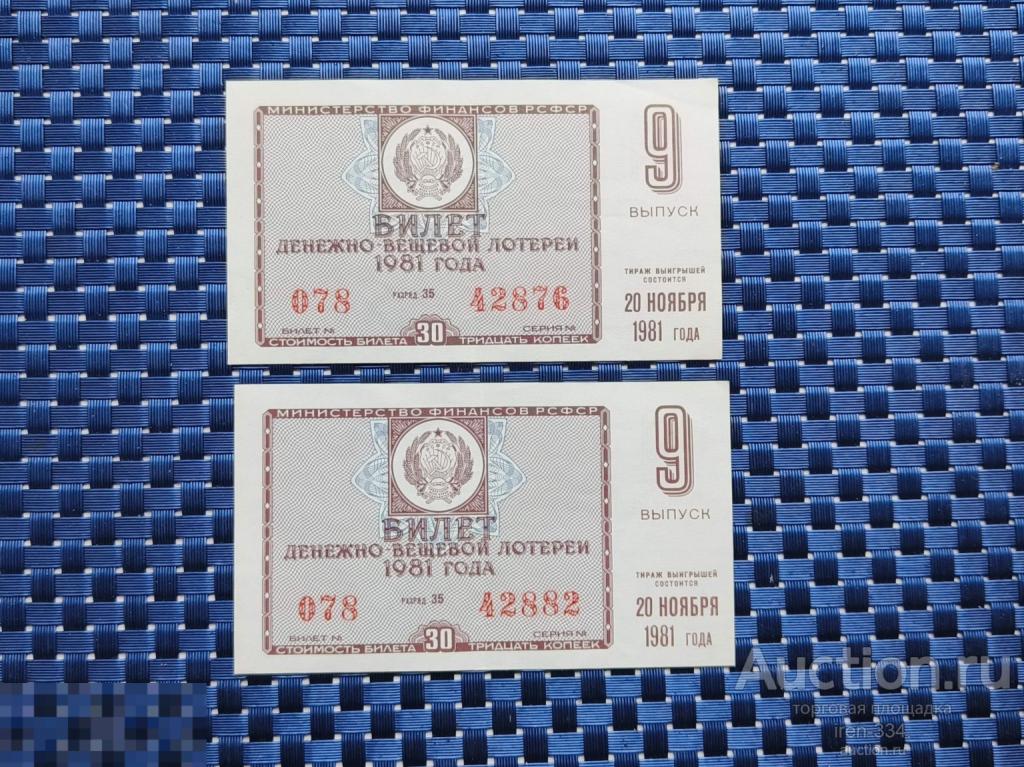 МИНИСТЕРСТВО ФИНАНСОВ РСФСР
БИЛЕТ
ДЕНЕЖНО-ВЕЩЕВОЙ ЛОТЕРЕИ
1981 ГОДА
078 РАЗРЯД 35 42876
БИЛЕТ № СЕРИЯ №
СТОИМОСТЬ БИЛЕТА 30 ТРИДЦАТЬ КОПЕЕК
9
ВЫПУСК
ТИРАЖ ВЫИГРЫШЕЙ
СОСТОИТСЯ
20 НОЯБРЯ
1981 ГОДА
МИНИСТЕРСТВО ФИНАНСОВ РСФСР
БИЛЕТ
ДЕНЕЖНО-ВЕЩЕВОЙ ЛОТЕРЕИ
1981 ГОДА
078 РАЗРЯД 35 42882
БИЛЕТ № СЕРИЯ №
СТОИМОСТЬ БИЛЕТА 30 ТРИДЦАТЬ КОПЕЕК
9
ВЫПУСК
ТИРАЖ ВЫИГРЫШЕЙ
СОСТОИТСЯ
20 НОЯБРЯ
1981 ГОДА
Auction.ru
торговая площадка
iren-334
auction.ru